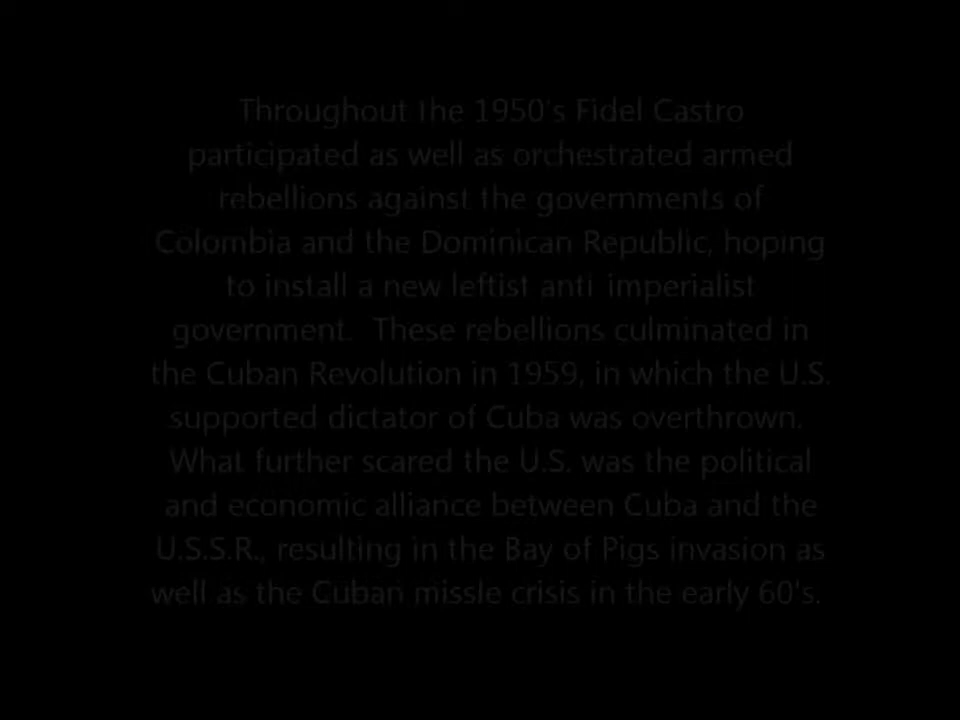 Throughout the 1950's Fidel Castro
participated as well as orchestrated armed
rebellions against the governments of
Colombia and the Dominican Republic, hoping
to install a new leftist anti imperialist
government.  These rebellions culminated in
the Cuban Revolution in 1959, in which the U.S.
supported dictator of Cuba was overthrown.
What further scared the U.S. was the political
and economic alliance between Cuba and the
U.S.S.R., resulting in the Bay of Pigs invasion as
well as the Cuban missle crisis in the early 60's.